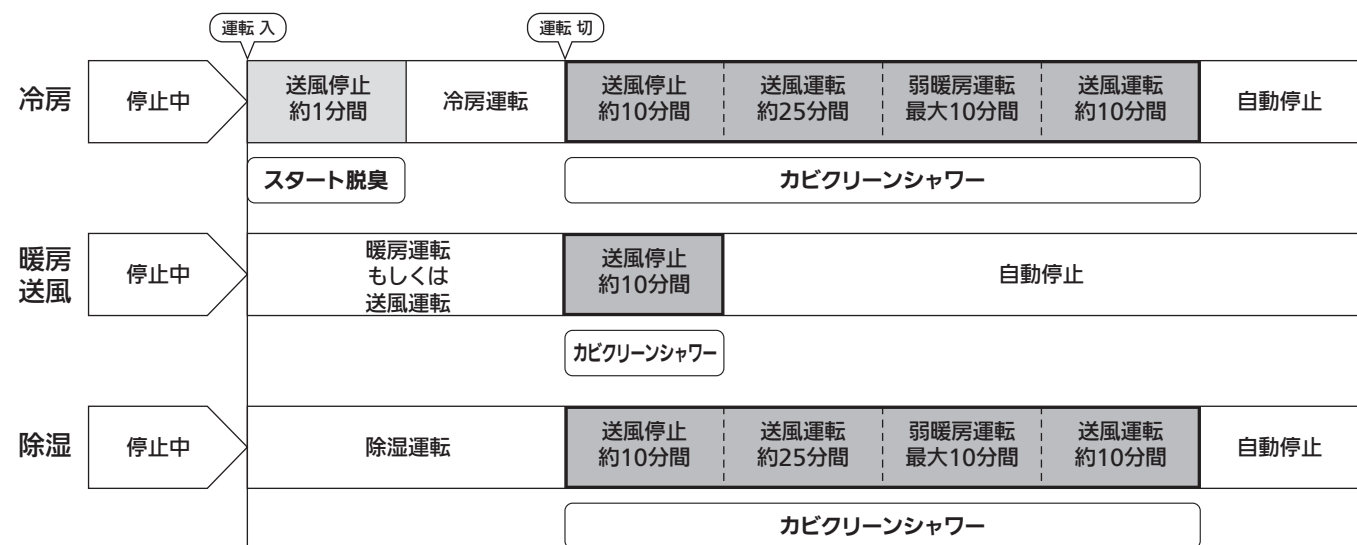 運転 入
運転 切
冷房
停止中
送風停止
約1分間
冷房運転
送風停止
約10分間
送風運転
約25分間
弱暖房運転
最大10分間
送風運転
約10分間
自動停止
スタート脱臭
カビクリーンシャワー
暖房
送風
停止中
暖房運転
もしくは
送風運転
送風停止
約10分間
自動停止
カビクリーンシャワー
除湿
停止中
除湿運転
送風停止
約10分間
送風運転
約25分間
弱暖房運転
最大10分間
送風運転
約10分間
自動停止
カビクリーンシャワー